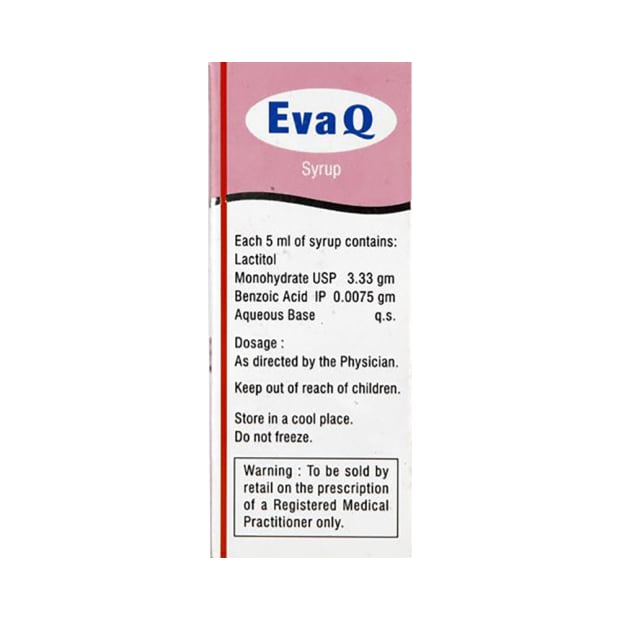 EvaQ
Syrup
Each 5 ml of syrup contains:
Lactitol
Monohydrate USP 3.33 gm
Benzoic Acid IP 0.0075 gm
Aqueous Base q.s.
Dosage :
As directed by the Physician.
Keep out of reach of children.
Store in a cool place.
Do not freeze.
Warning : To be sold by
retail on the prescription
of a Registered Medical
Practitioner only.